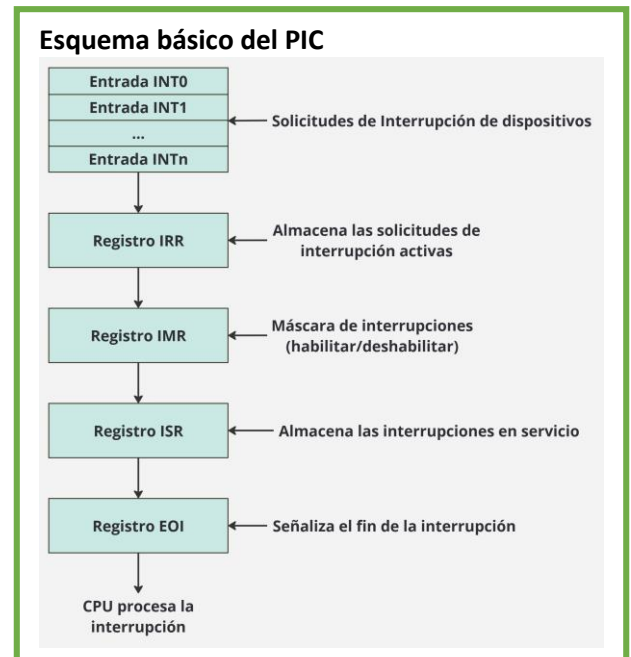 Esquema básico del PIC
Entrada INT0
Entrada INT1
...
Entrada INTn
Solicitudes de Interrupción de dispositivos
Registro IRR
Almacena las solicitudes de
interrupción activas
Registro IMR
Máscara de interrupciones
(habilitar/deshabilitar)
Registro ISR
Almacena las interrupciones en servicio
Registro EOI
Señaliza el fin de la interrupción
CPU procesa la
interrupción